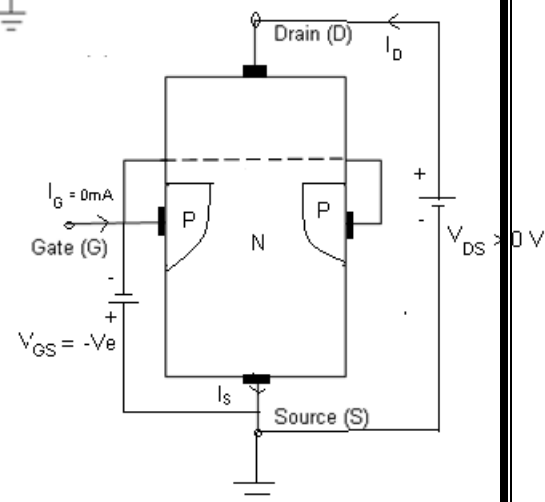 Drain (D)
I_D
I_G = 0mA
P
P
N
+
-
Gate (G)
V_DS > 0 V
-
+
V_GS = -Ve
I_S
Source (S)